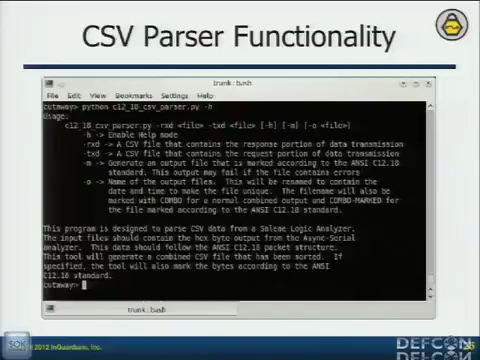 CSV Parser Functionality
trunk : bash
File Edit View Bookmarks Settings Help
cutaway> python c12_18_csv_parser.py -h
Usage:
c12_18_csv_parser.py -rxd <file> -txd <file> [-h] [-m] [-o <file>]
-h -> Enable Help mode
-rxd -> A CSV file that contains the response portion of data transmission
-txd -> A CSV file that contains the request portion of data transmission
-m -> Generate an output file that is marked according to the ANSI C12.18
standard. This output may fail if the file contains errors
-o -> Name of the output files. This will be renamed to contain the
date and time to make the file unique. The filename will also be
marked with COMBO for a normal combined output and COMBO-MARKED for
the file marked according to the ANSI C12.18 standard.
This program is designed to parse CSV data from a Saleae Logic Analyzer.
The input files should contain the hex byte output from the Async-Serial
analyzer. This data should follow the ANSI C12.18 packet structure.
This tool will generate a combined CSV file that has been sorted. If
specified, the tool will also mark the bytes according to the ANSI
C12.18 standard.
cutaway>
trunk : bash
2012 InGuardians, Inc.
DEFCON